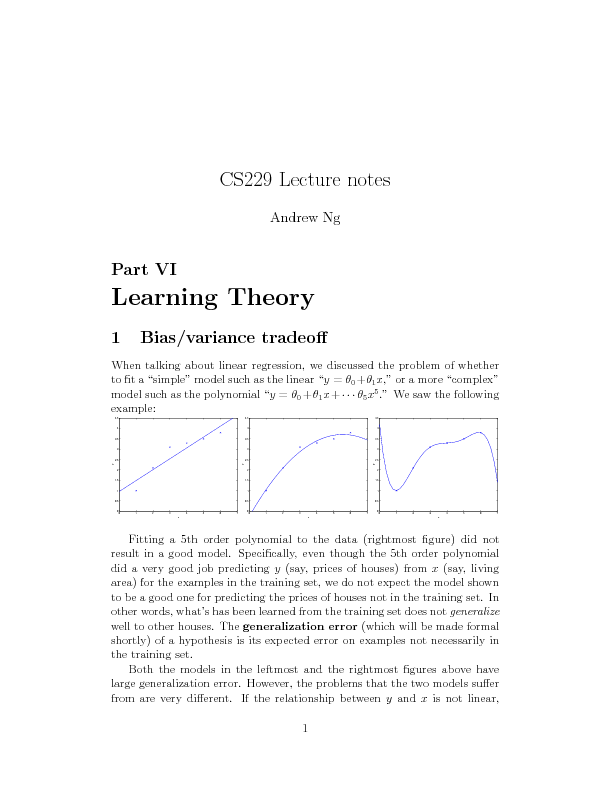 CS229 Lecture notes
Andrew Ng
Part VI
Learning Theory
1 Bias/variance tradeoff
When talking about linear regression, we discussed the problem of whether
to fit a “simple” model such as the linear “y = θ₀+θ₁x,” or a more “complex”
model such as the polynomial “y = θ₀+θ₁x+⋯θ₅x⁵.” We saw the following
example:
Fitting a 5th order polynomial to the data (rightmost figure) did not
result in a good model. Specifically, even though the 5th order polynomial
did a very good job predicting y (say, prices of houses) from x (say, living
area) for the examples in the training set, we do not expect the model shown
to be a good one for predicting the prices of houses not in the training set. In
other words, what’s has been learned from the training set does not generalize
well to other houses. The generalization error (which will be made formal
shortly) of a hypothesis is its expected error on examples not necessarily in
the training set.
Both the models in the leftmost and the rightmost figures above have
large generalization error. However, the problems that the two models suffer
from are very different. If the relationship between y and x is not linear,
1